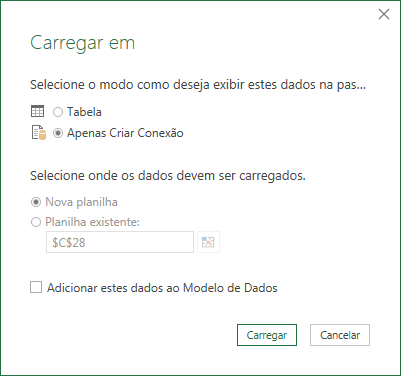 Carregar em
Selecione o modo como deseja exibir estes dados na pas...
Tabela
Apenas Criar Conexão
Selecione onde os dados devem ser carregados.
Nova planilha
Planilha existente:
$C$28
Adicionar estes dados ao Modelo de Dados
Carregar Cancelar